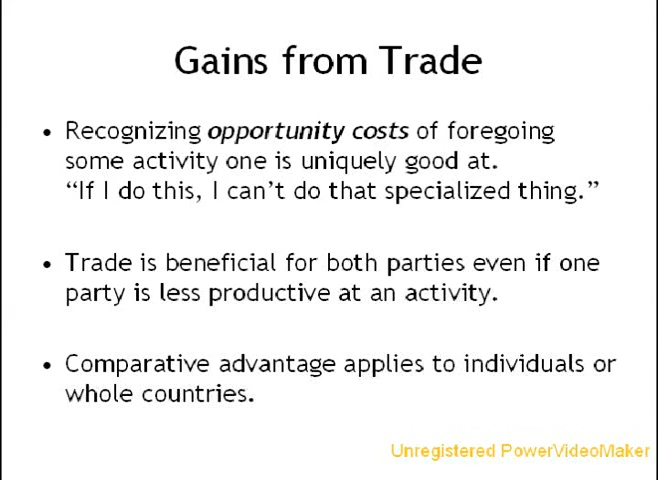 Gains from Trade
• Recognizing opportunity costs of foregoing
some activity one is uniquely good at.
“If I do this, I can’t do that specialized thing.”
• Trade is beneficial for both parties even if one
party is less productive at an activity.
• Comparative advantage applies to individuals or
whole countries.
Unregistered PowerVideoMaker